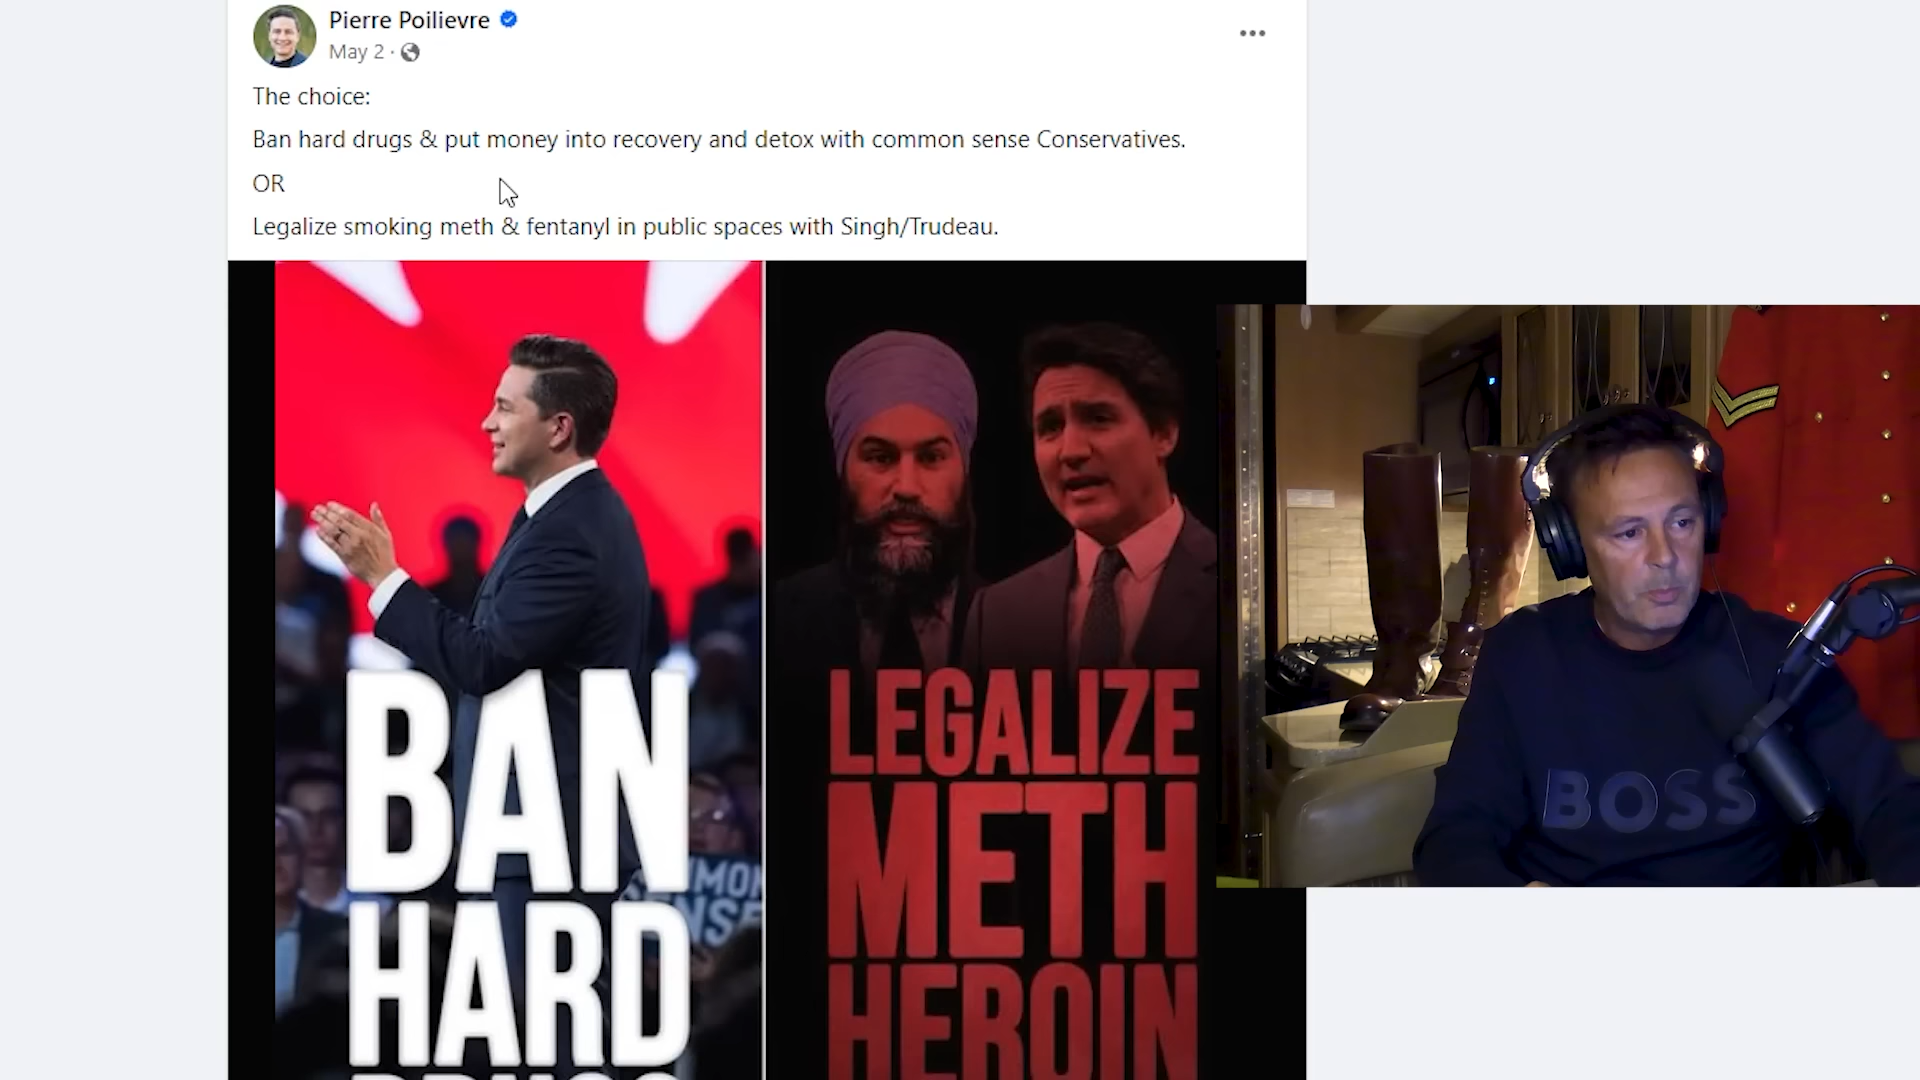 Pierre Poilievre
May 2 ·
The choice:
Ban hard drugs & put money into recovery and detox with common sense Conservatives.
OR
Legalize smoking meth & fentanyl in public spaces with Singh/Trudeau.
BAN
HARD
LEGALIZE
METH
HEROIN
BOSS